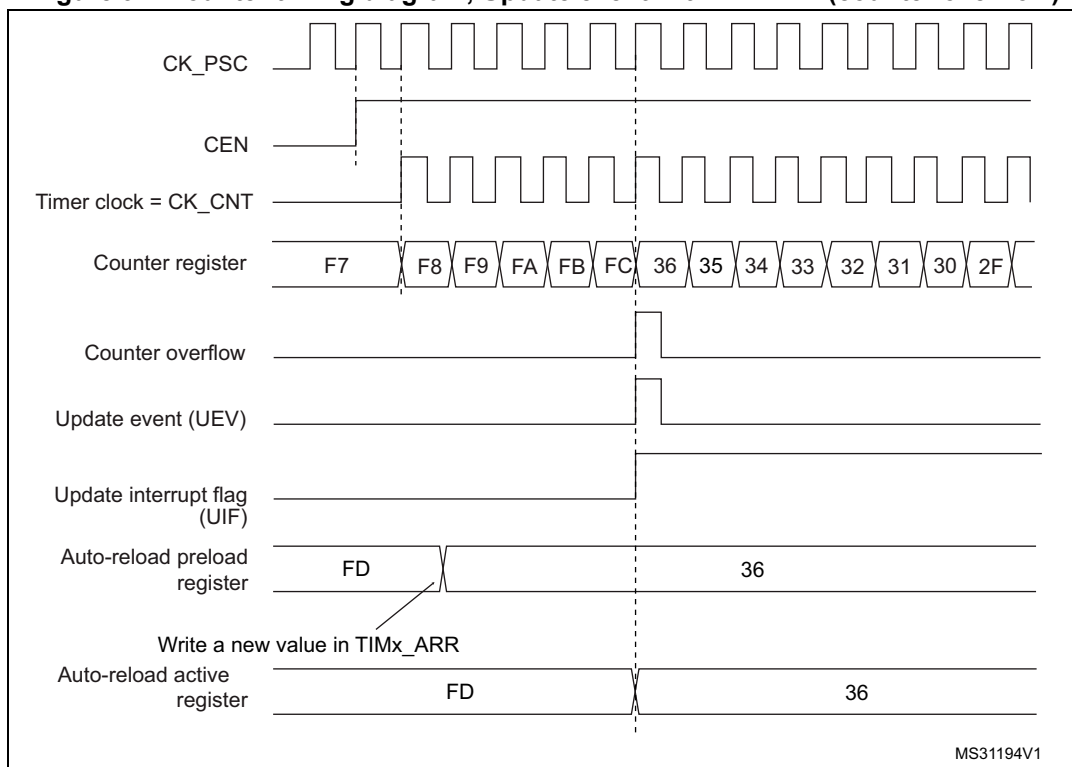 CK_PSC
CEN
Timer clock = CK_CNT
Counter register
F7 F8 F9 FA FB FC 36 35 34 33 32 31 30 2F
Counter overflow
Update event (UEV)
Update interrupt flag
(UIF)
Auto-reload preload
register
FD 36
Write a new value in TIMx_ARR
Auto-reload active
register
FD 36
MS31194V1